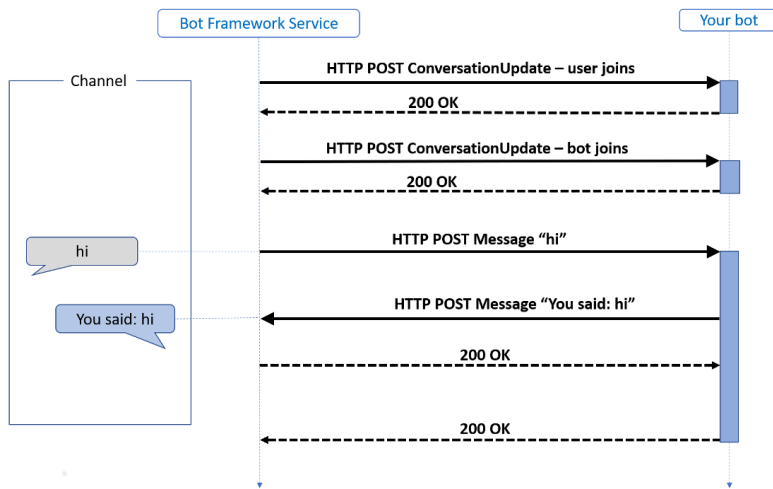 Bot Framework Service
Your bot
Channel
HTTP POST ConversationUpdate – user joins
200 OK
HTTP POST ConversationUpdate – bot joins
200 OK
hi
HTTP POST Message “hi”
HTTP POST Message “You said: hi”
You said: hi
200 OK
200 OK